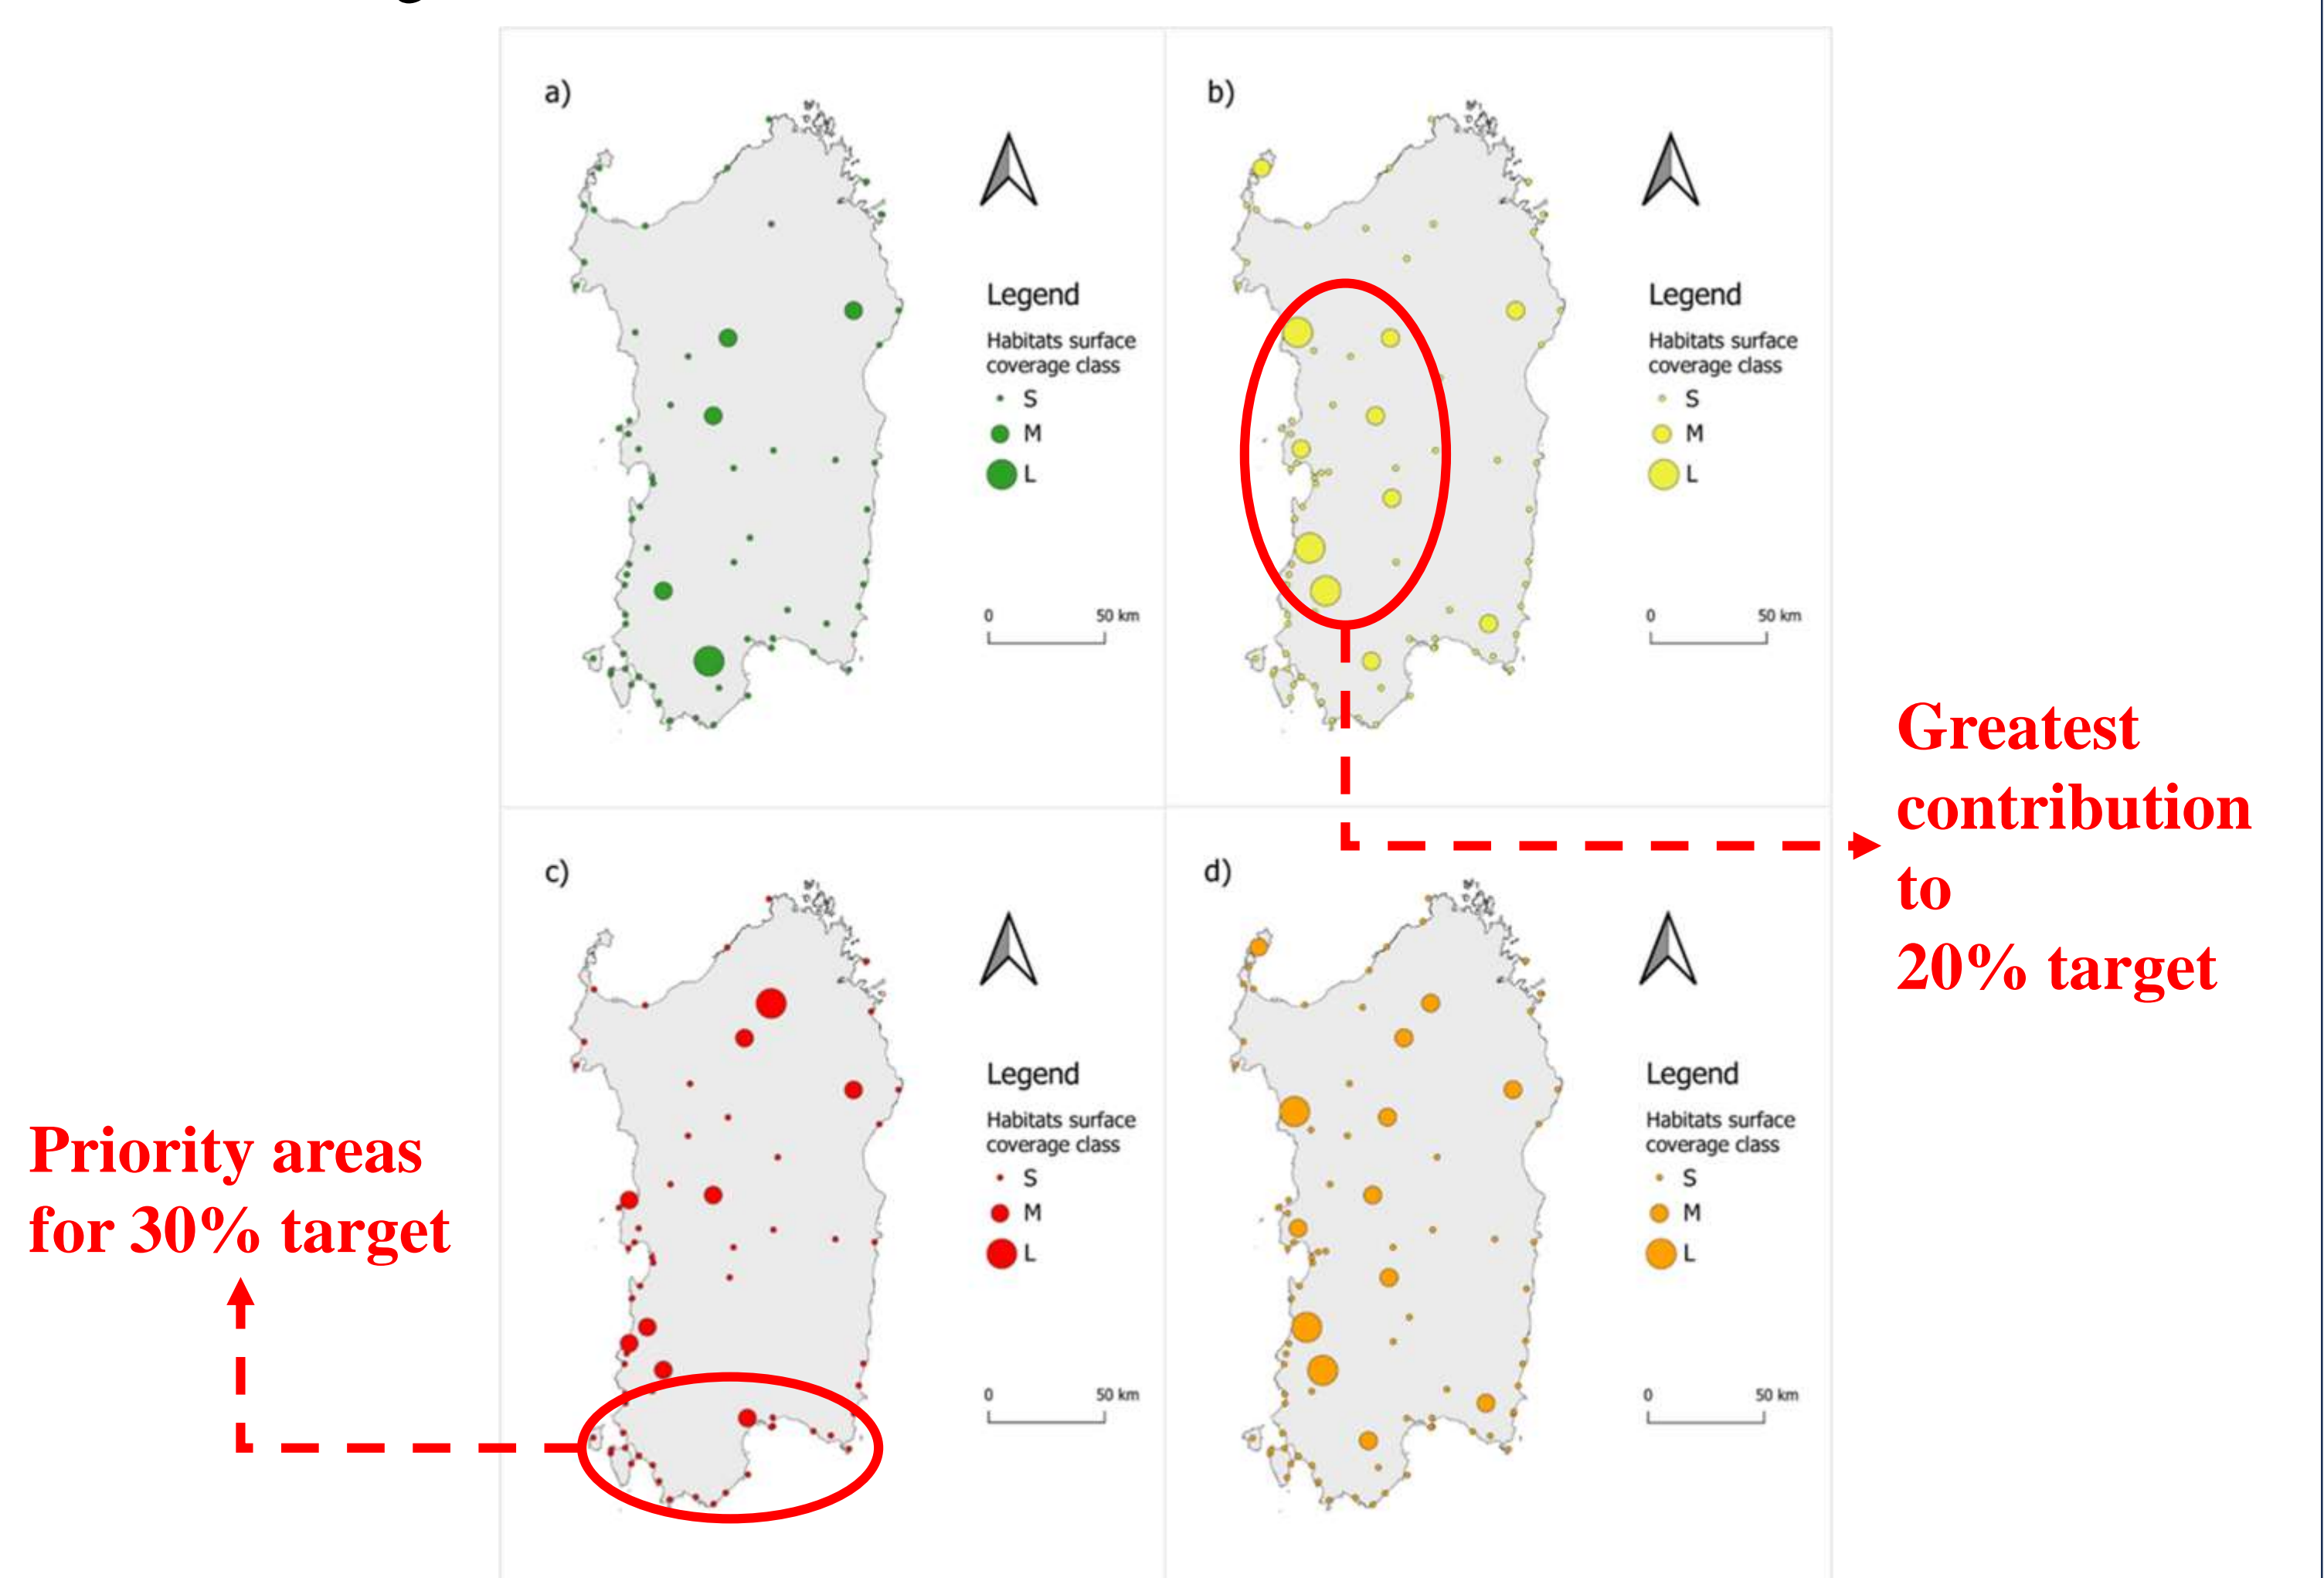 a)
Legend
Habitats surface
coverage class
S
M
L
0 50 km
b)
Legend
Habitats surface
coverage class
S
M
L
0 50 km
Greatest
contribution
to
20% target
c)
Legend
Habitats surface
coverage class
S
M
L
0 50 km
Priority areas
for 30% target
d)
Legend
Habitats surface
coverage class
S
M
L
0 50 km